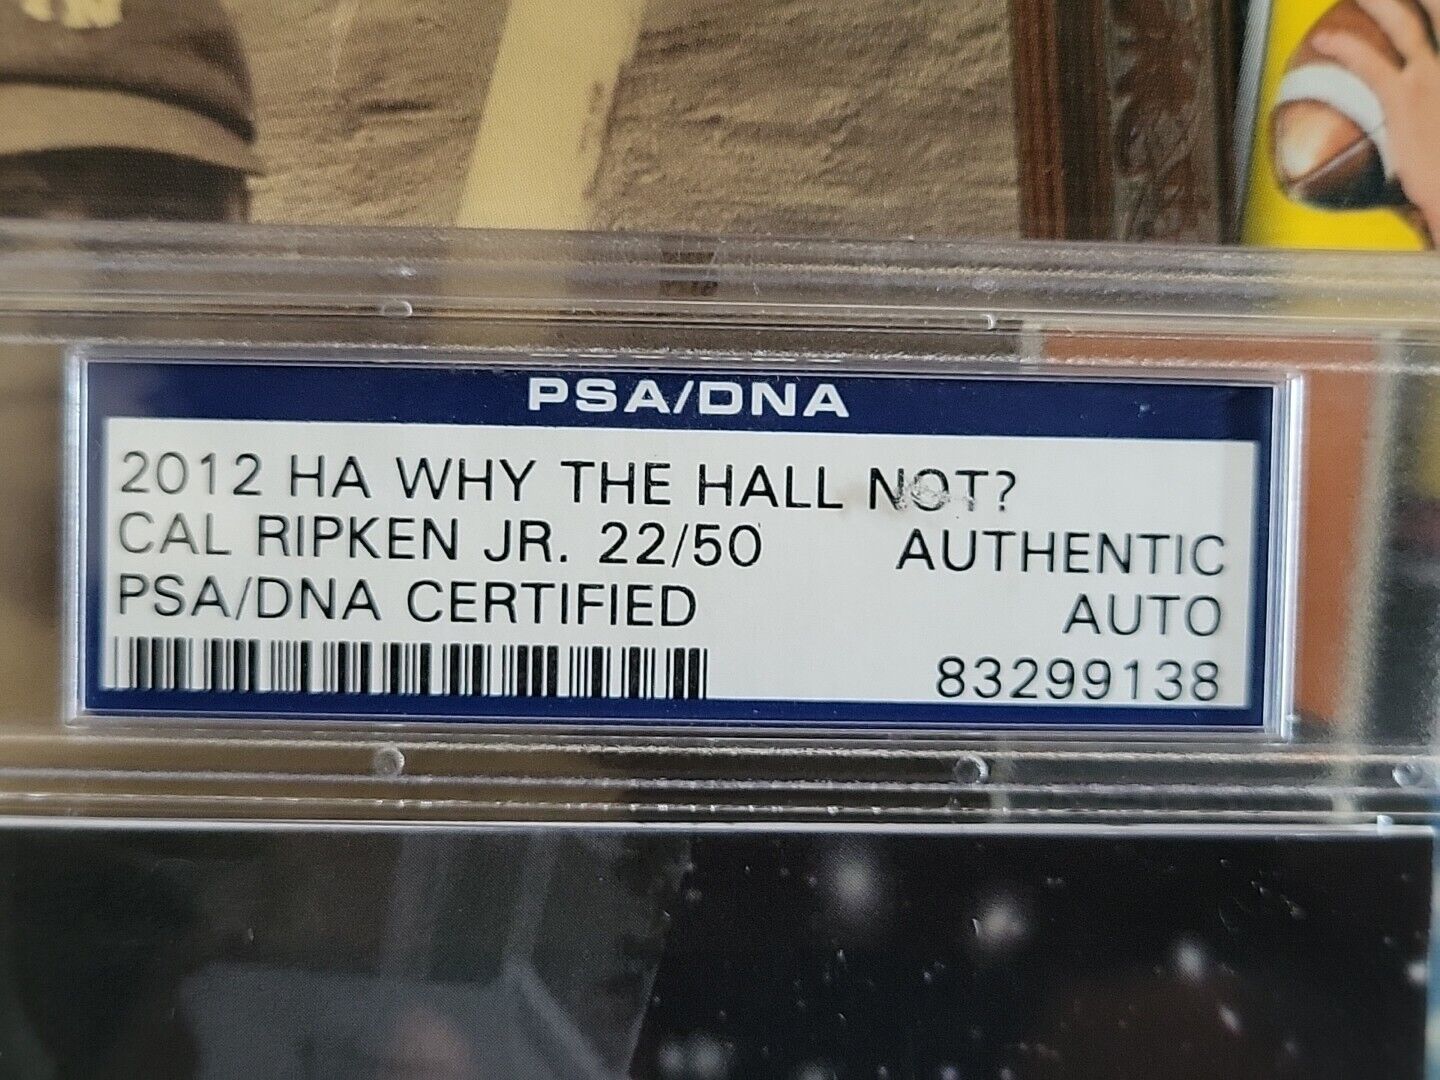 PSA/DNA
2012 HA WHY THE HALL NOT?
CAL RIPKEN JR. 22/50 AUTHENTIC
PSA/DNA CERTIFIED AUTO
83299138